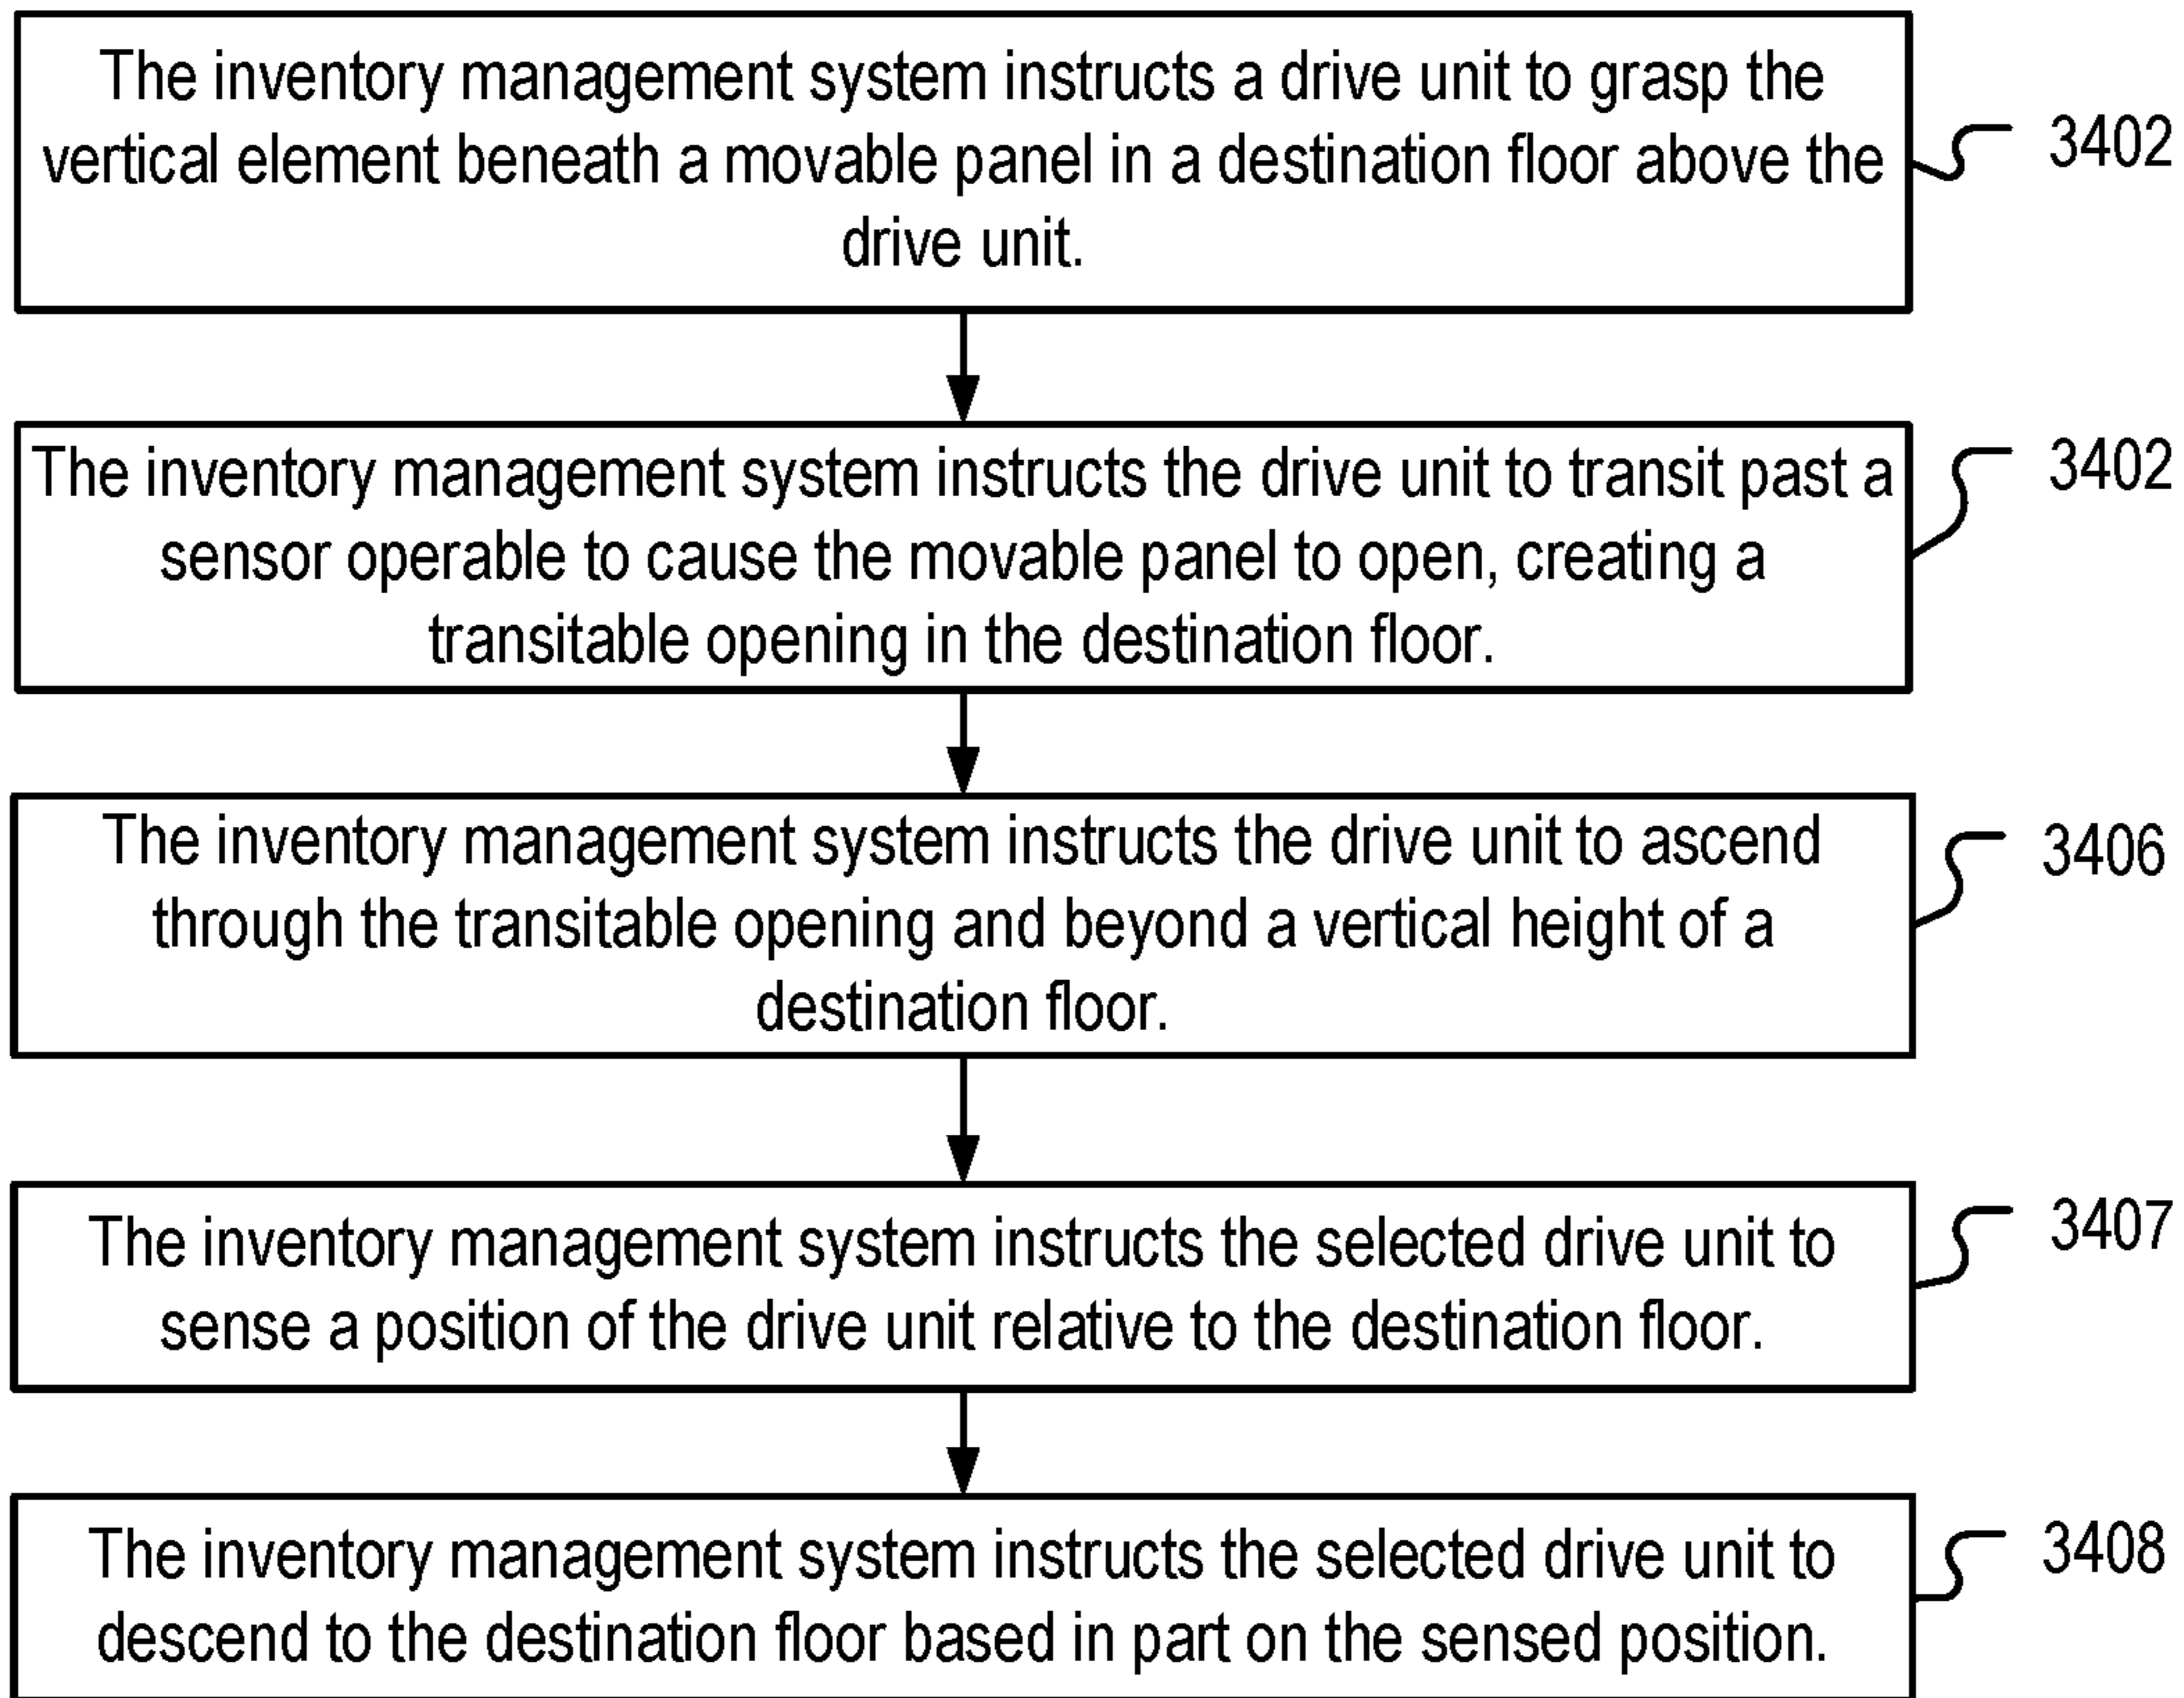 The inventory management system instructs a drive unit to grasp the
vertical element beneath a movable panel in a destination floor above the
drive unit.
3402
The inventory management system instructs the drive unit to transit past a
sensor operable to cause the movable panel to open, creating a
transitable opening in the destination floor.
3402
The inventory management system instructs the drive unit to ascend
through the transitable opening and beyond a vertical height of a
destination floor.
3406
The inventory management system instructs the selected drive unit to
sense a position of the drive unit relative to the destination floor.
3407
The inventory management system instructs the selected drive unit to
descend to the destination floor based in part on the sensed position.
3408